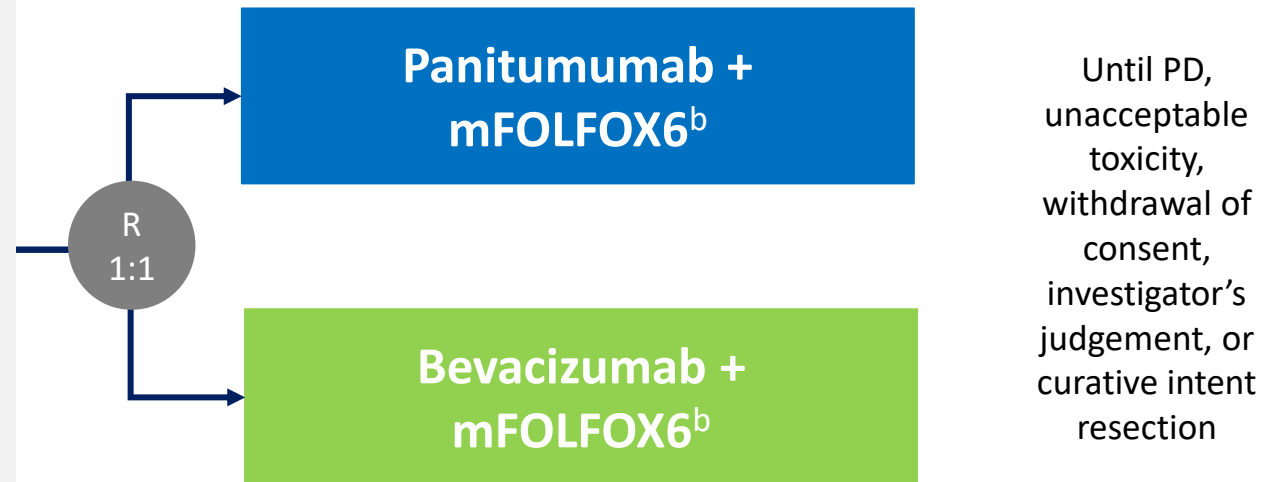 R
1:1
Panitumumab +
mFOLFOX6ᵇ
Bevacizumab +
mFOLFOX6ᵇ
Until PD,
unacceptable
toxicity,
withdrawal of
consent,
investigator’s
judgement, or
curative intent
resection